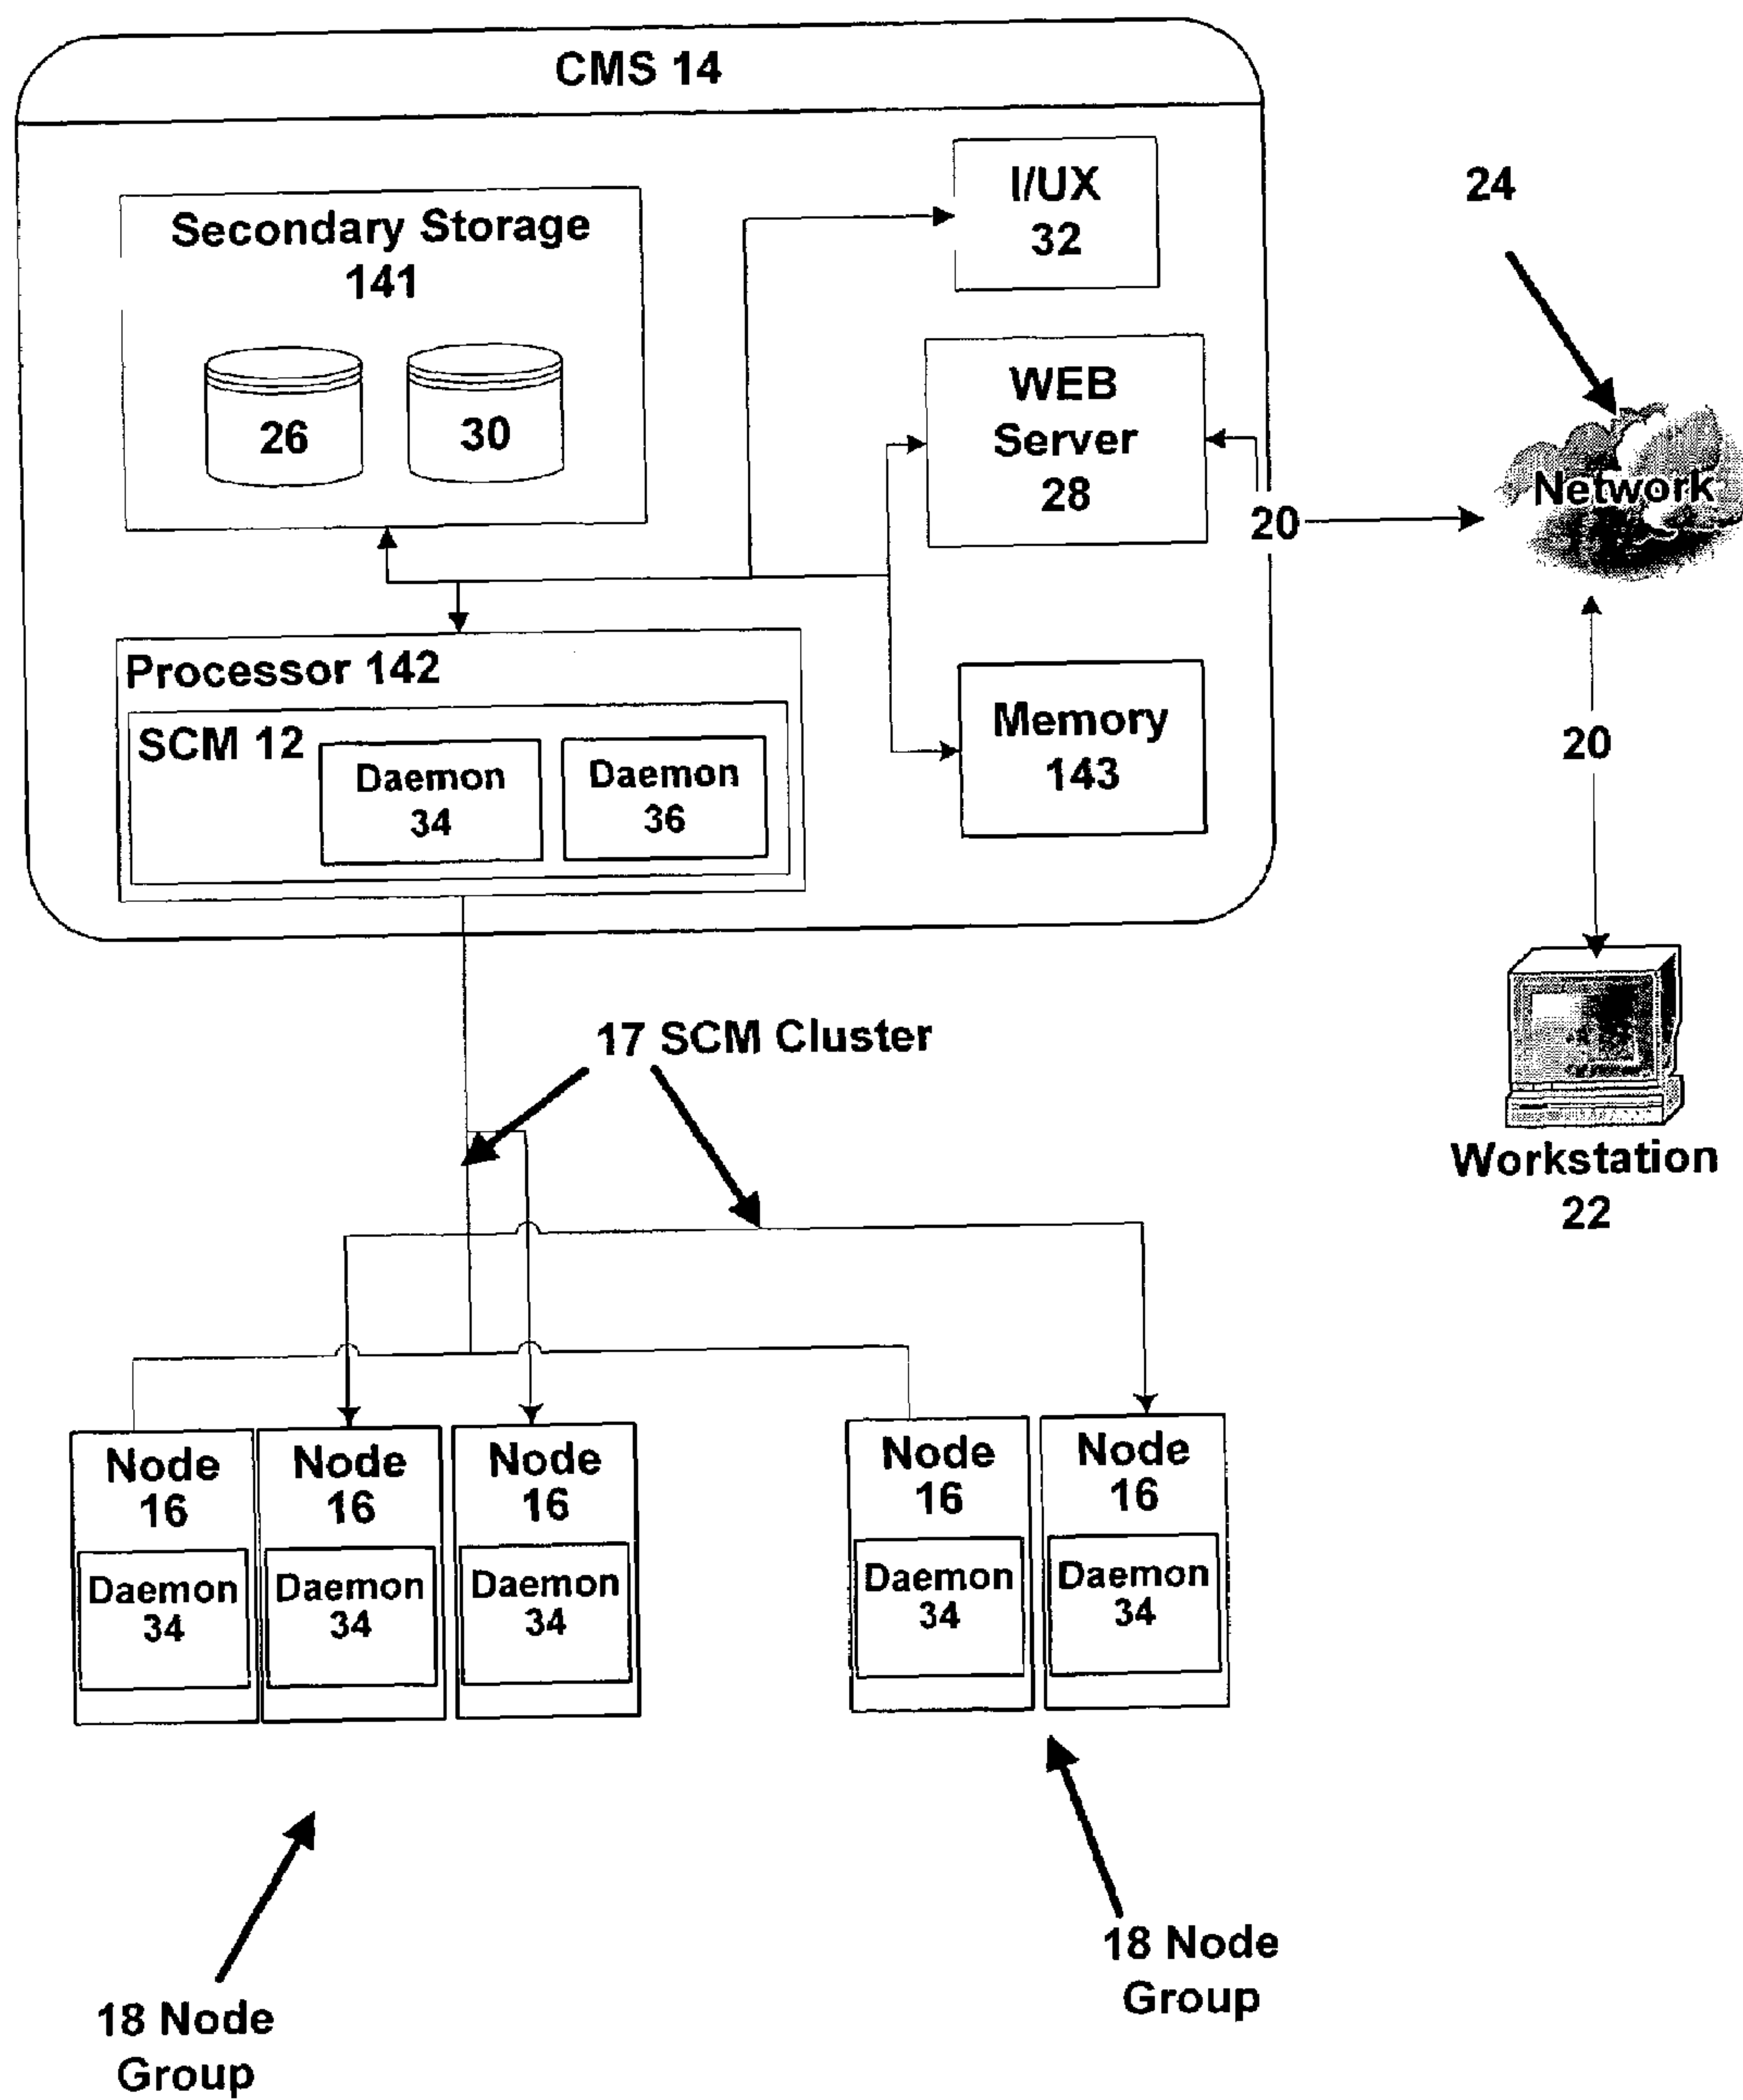 CMS 14
Secondary Storage
141
26
30
I/UX
32
WEB
Server
28
20
24
Network
Processor 142
SCM 12
Daemon
34
Daemon
36
Memory
143
20
Workstation
22
17 SCM Cluster
Node
16
Daemon
34
Node
16
Daemon
34
Node
16
Daemon
34
Node
16
Daemon
34
Node
16
Daemon
34
18 Node
Group
18 Node
Group